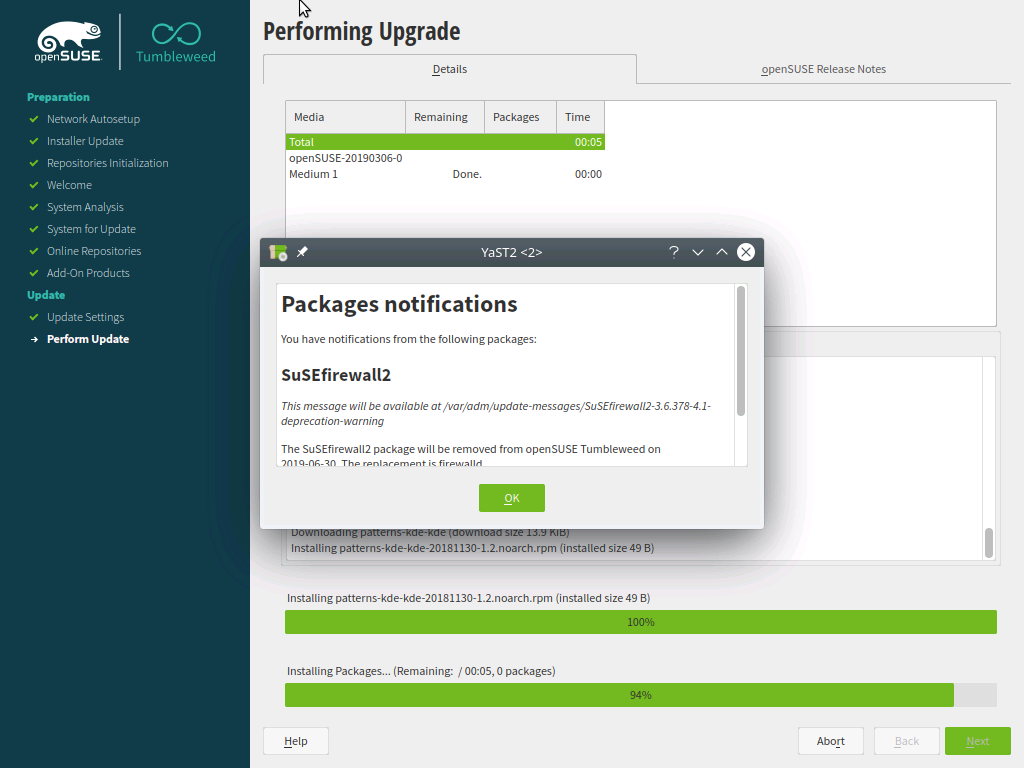 openSUSE
Tumbleweed
Preparation
Network Autosetup
Installer Update
Repositories Initialization
Welcome
System Analysis
System for Update
Online Repositories
Add-On Products
Update
Update Settings
Perform Update
Performing Upgrade
Details
openSUSE Release Notes
Media Remaining Packages Time
Total 00:05
openSUSE-20190306-0
Medium 1 Done. 00:00
YaST2 <2>
Packages notifications
You have notifications from the following packages:
SuSEfirewall2
This message will be available at /var/adm/update-messages/SuSEfirewall2-3.6.378-4.1-
deprecation-warning
The SuSEfirewall2 package will be removed from openSUSE Tumbleweed on
2019-06-30. The replacement is firewalld
OK
Downloading patterns-kde-kde (download size 13.9 KiB)
Installing patterns-kde-kde-20181130-1.2.noarch.rpm (installed size 49 B)
Installing patterns-kde-kde-20181130-1.2.noarch.rpm (installed size 49 B)
100%
Installing Packages... (Remaining: / 00:05, 0 packages)
94%
Help
Abort
Back
Next